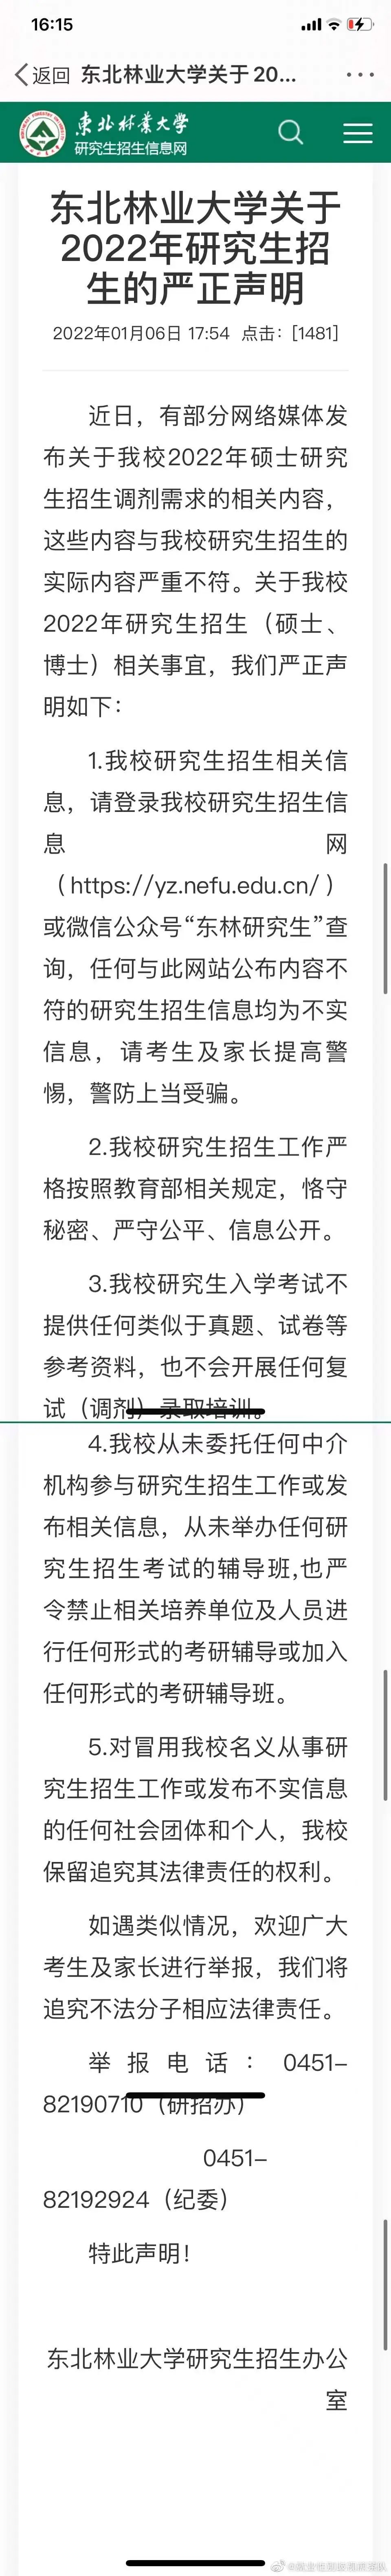 16:15
返回 东北林业大学关于20...
東北林業大學
研究生招生信息网
东北林业大学关于
2022年研究生招
生的严正声明
2022年01月06日 17:54 点击：[1481]
近日，有部分网络媒体发
布关于我校2022年硕士研究
生招生调剂需求的相关内容，
这些内容与我校研究生招生的
实际内容严重不符。关于我校
2022年研究生招生（硕士、
博士）相关事宜，我们严正声
明如下：
1.我校研究生招生相关信
息，请登录我校研究生招生信
息网
（https://yz.nefu.edu.cn/）
或微信公众号“东林研究生”查
询，任何与此网站公布内容不
符的研究生招生信息均为不实
信息，请考生及家长提高警
惕，警防上当受骗。
2.我校研究生招生工作严
格按照教育部相关规定，恪守
秘密、严守公平、信息公开。
3.我校研究生入学考试不
提供任何类似于真题、试卷等
参考资料，也不会开展任何复
试（调剂）录取培训。
4.我校从未委托任何中介
机构参与研究生招生工作或发
布相关信息，从未举办任何研
究生招生考试的辅导班,也严
令禁止相关培养单位及人员进
行任何形式的考研辅导或加入
任何形式的考研辅导班。
5.对冒用我校名义从事研
究生招生工作或发布不实信息
的任何社会团体和个人，我校
保留追究其法律责任的权利。
如遇类似情况，欢迎广大
考生及家长进行举报，我们将
追究不法分子相应法律责任。
举报电话：0451-
82190710（研招办）
0451-
82192924（纪委）
特此声明！
东北林业大学研究生招生办公
室